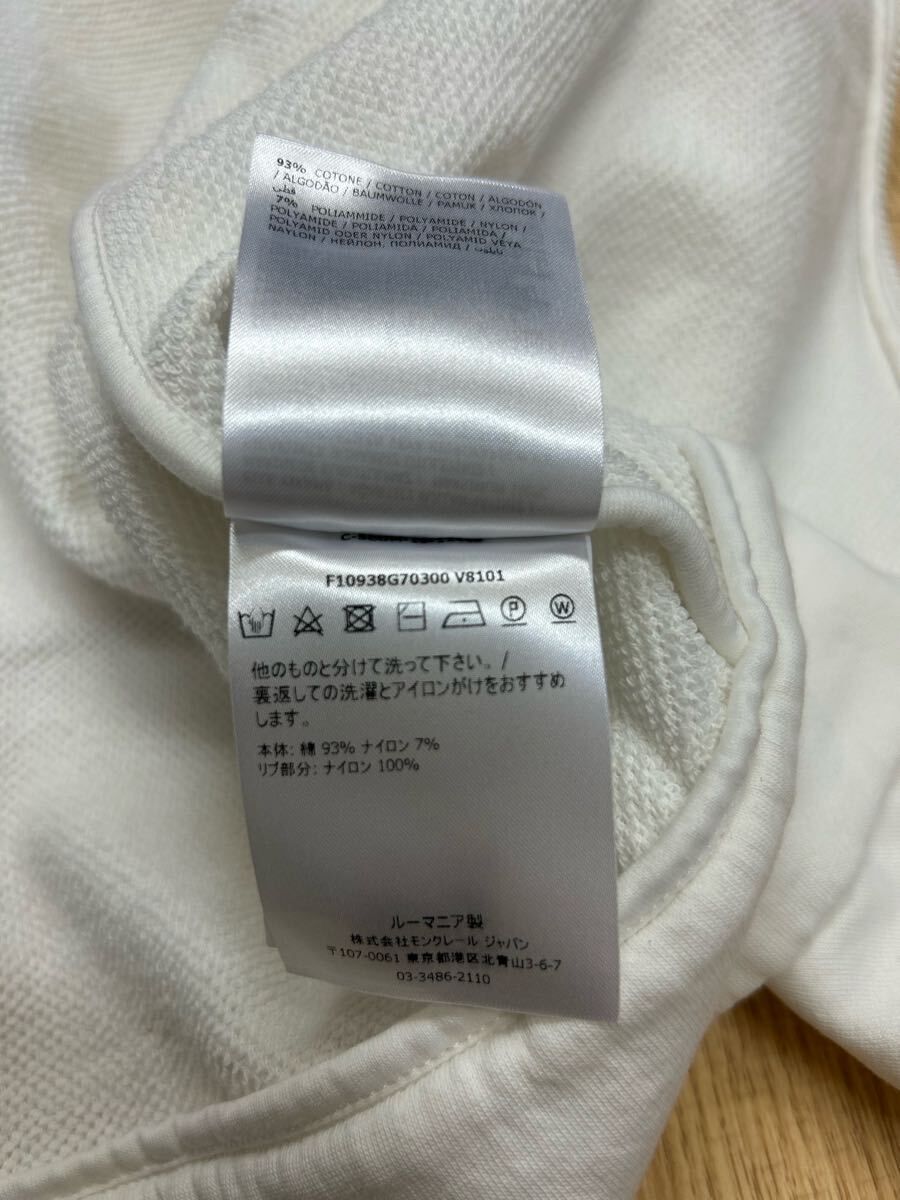 93% COTONE / COTTON / COTON / ALGODÓN
/ ALGODÃO / BAUMWOLLE / PAMUK / ХЛОПОК /
قطن
7% POLIAMMIDE / POLYAMIDE / NYLON /
POLYAMIDE / POLIAMIDA / POLIAMIDA /
POLYAMID ODER NYLON / POLYAMID VEYA
NAYLON / НЕЙЛОН, ПОЛИАМИД / نايلون
F10938G70300 V8101
P W
他のものと分けて洗って下さい。/
裏返しての洗濯とアイロンがけをおすすめ
します。
本体: 綿 93% ナイロン 7%
リブ部分: ナイロン 100%
ルーマニア製
株式会社モンクレール ジャパン
〒107-0061 東京都港区北青山3-6-7
03-3486-2110